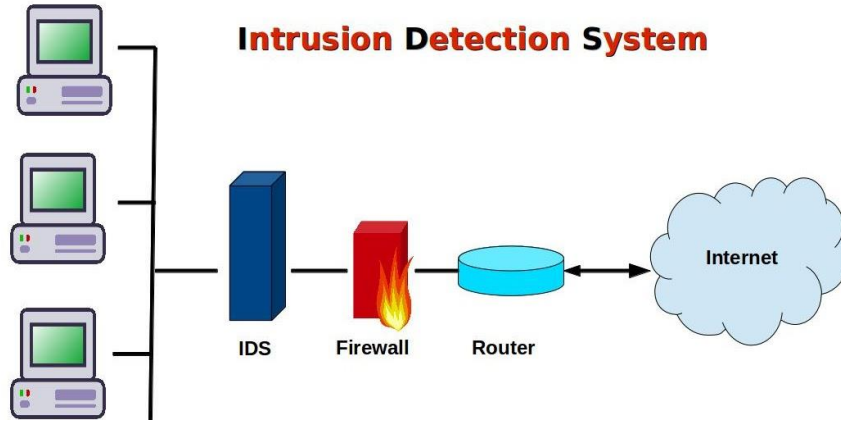 Intrusion Detection System
Internet
IDS
Firewall
Router